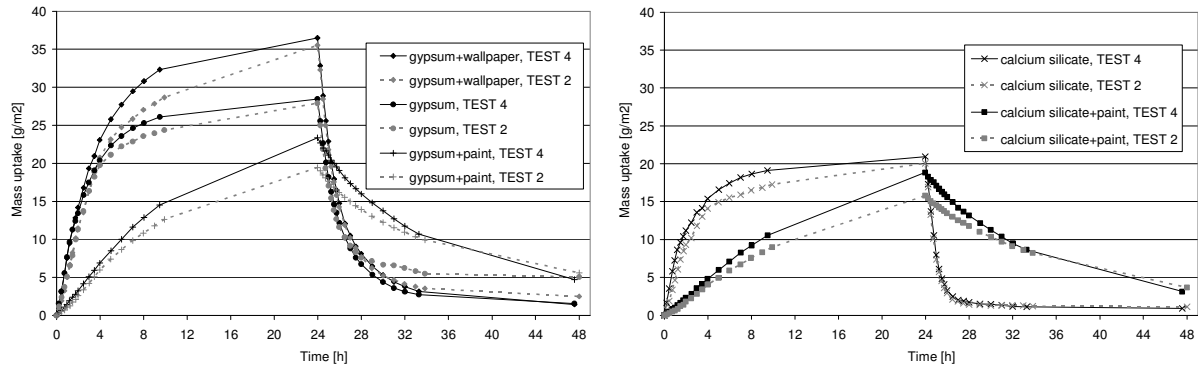 40
35
30
25
20
15
10
5
0
Mass uptake [g/m2]
0 4 8 12 16 20 24 28 32 36 40 44 48
Time [h]
gypsum+wallpaper, TEST 4
gypsum+wallpaper, TEST 2
gypsum, TEST 4
gypsum, TEST 2
gypsum+paint, TEST 4
gypsum+paint, TEST 2
40
35
30
25
20
15
10
5
0
Mass uptake [g/m2]
0 4 8 12 16 20 24 28 32 36 40 44 48
Time [h]
calcium silicate, TEST 4
calcium silicate, TEST 2
calcium silicate+paint, TEST 4
calcium silicate+paint, TEST 2